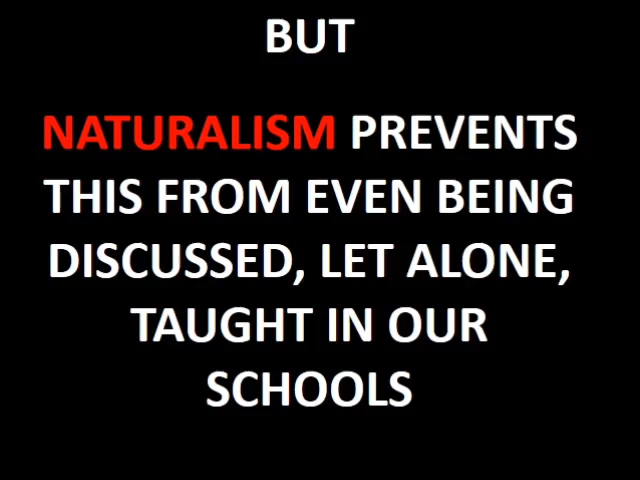 BUT
NATURALISM PREVENTS
THIS FROM EVEN BEING
DISCUSSED, LET ALONE,
TAUGHT IN OUR
SCHOOLS